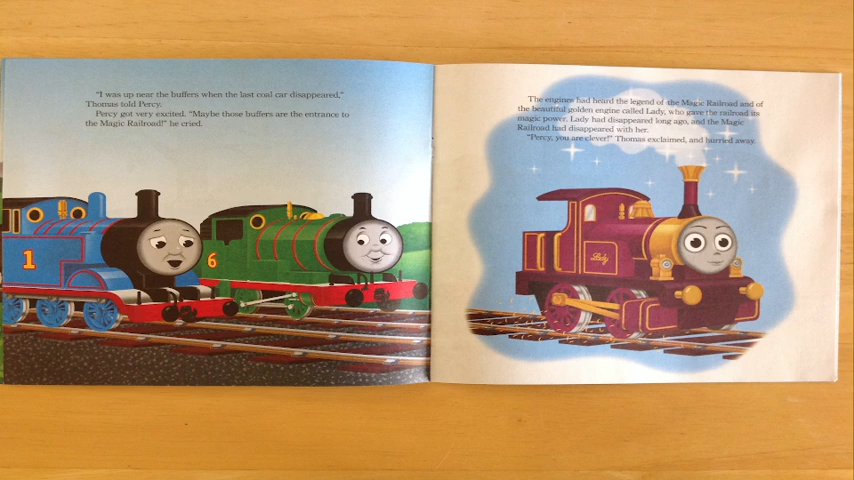 "I was up near the buffers when the last coal car disappeared,"
Thomas told Percy.
Percy got very excited. "Maybe those buffers are the entrance to
the Magic Railroad!" he cried.
1
6
The engines had heard the legend of the Magic Railroad and of
the beautiful golden engine called Lady, who gave the railroad its
magic power. Lady had disappeared long ago, and the Magic
Railroad had disappeared with her.
"Percy, you are clever!" Thomas exclaimed, and hurried away.
Lady